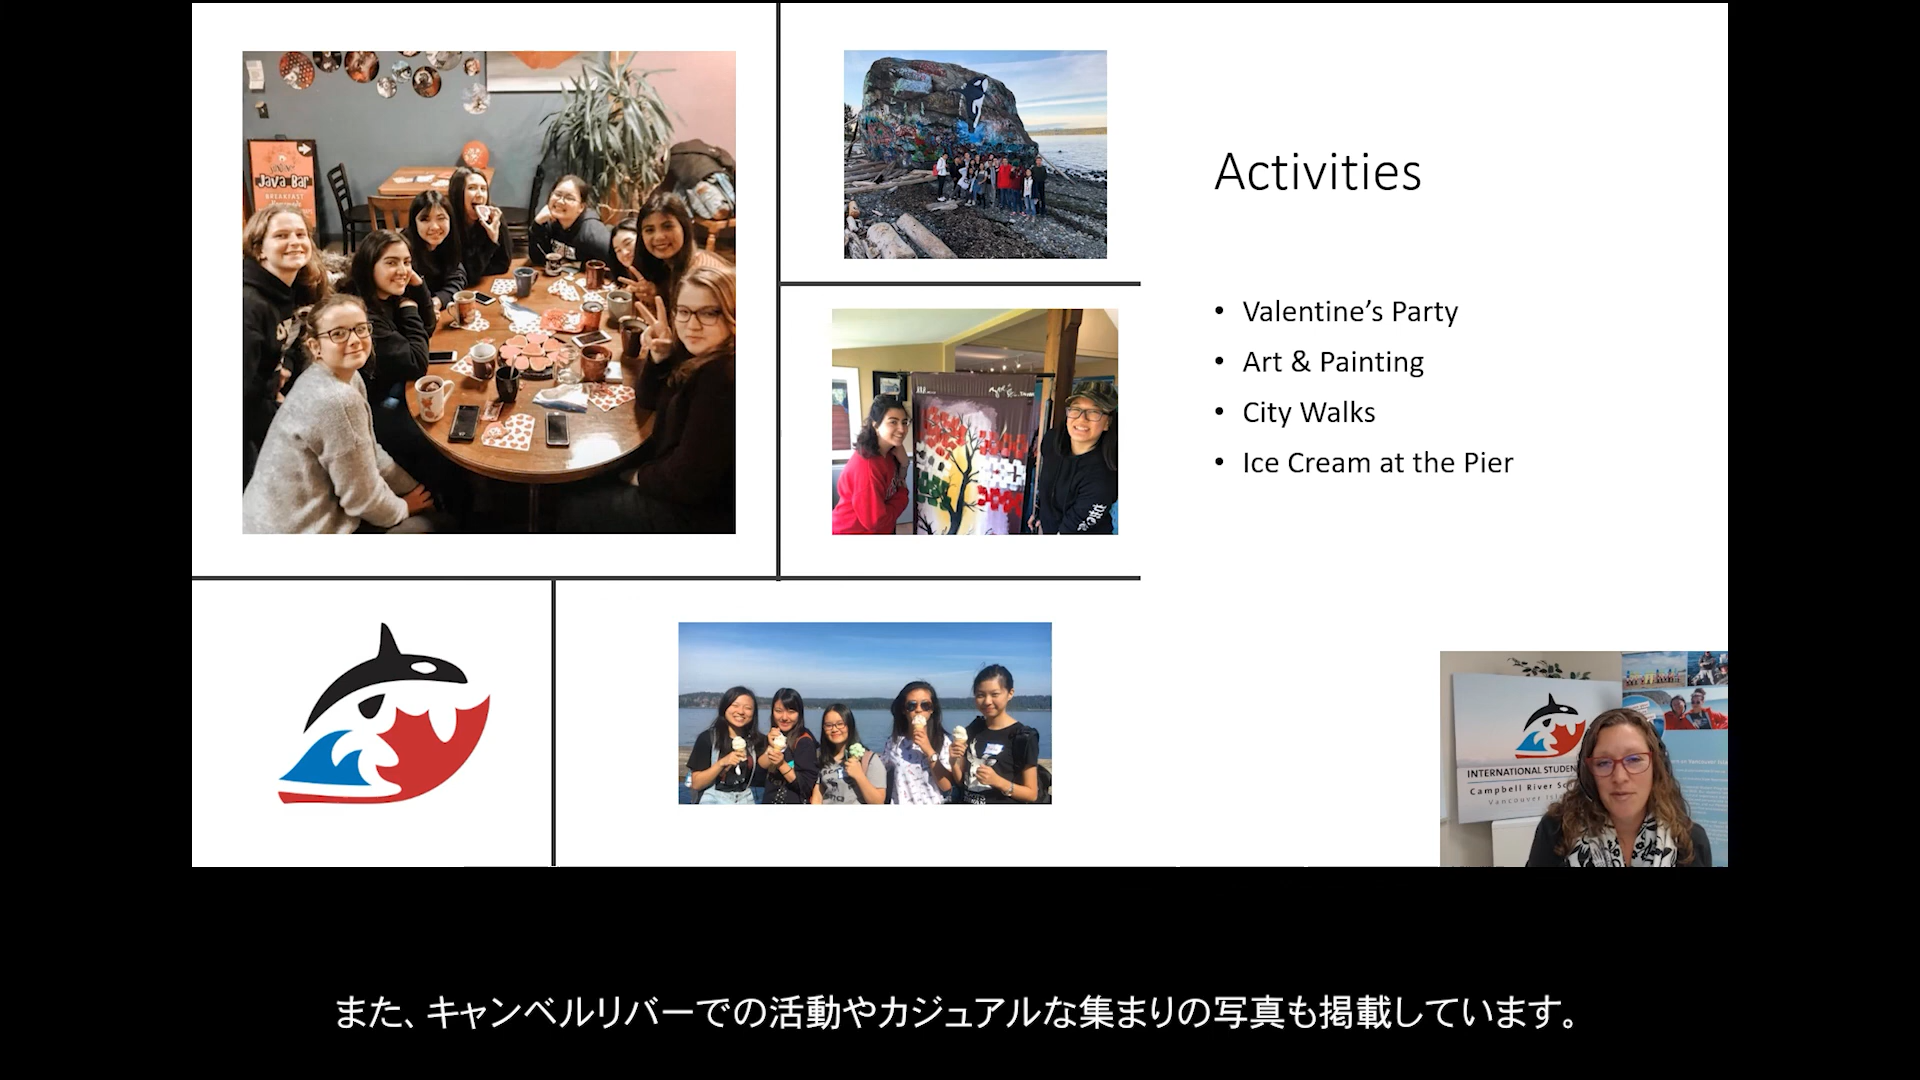 Activities
• Valentine's Party
• Art & Painting
• City Walks
• Ice Cream at the Pier
Java Bar
BREAKFAST
INTERNATIONAL STUDEN
Campbell River Sc
Vancouver Isl
また、キャンベルリバーでの活動やカジュアルな集まりの写真も掲載しています。